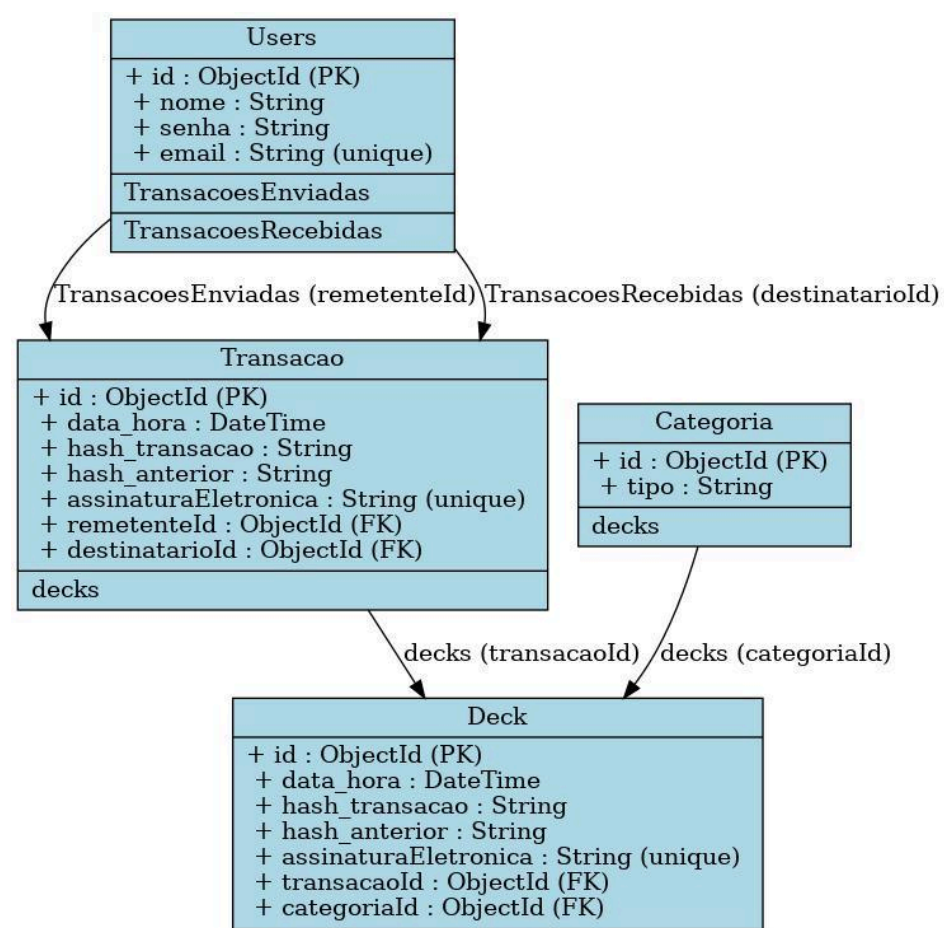 Users
+ id : ObjectId (PK)
+ nome : String
+ senha : String
+ email : String (unique)
TransacoesEnviadas
TransacoesRecebidas
TransacoesEnviadas (remetenteId)
TransacoesRecebidas (destinatarioId)
Transacao
+ id : ObjectId (PK)
+ data_hora : DateTime
+ hash_transacao : String
+ hash_anterior : String
+ assinaturaEletronica : String (unique)
+ remetenteId : ObjectId (FK)
+ destinatarioId : ObjectId (FK)
decks
Categoria
+ id : ObjectId (PK)
+ tipo : String
decks
decks (transacaoId)
decks (categoriaId)
Deck
+ id : ObjectId (PK)
+ data_hora : DateTime
+ hash_transacao : String
+ hash_anterior : String
+ assinaturaEletronica : String (unique)
+ transacaoId : ObjectId (FK)
+ categoriaId : ObjectId (FK)